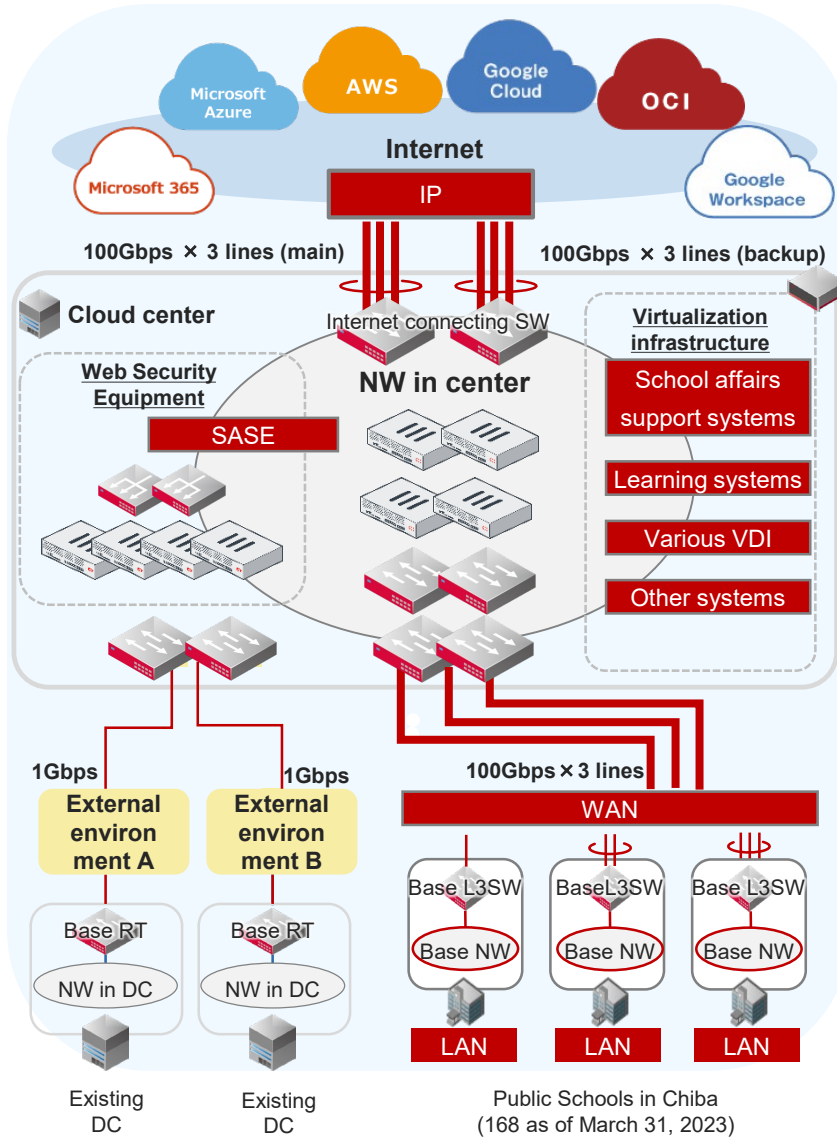 Microsoft
Azure
AWS
Google
Cloud
OCI
Microsoft 365
Internet
Google
Workspace
IP
100Gbps × 3 lines (main)
100Gbps × 3 lines (backup)
Cloud center
Internet connecting SW
Virtualization
infrastructure
Web Security
Equipment
NW in center
School affairs
support systems
SASE
Learning systems
Various VDI
Other systems
1Gbps
1Gbps
100Gbps×3 lines
External
environ
ment A
External
environ
ment B
WAN
Base L3SW
BaseL3SW
Base L3SW
Base RT
Base RT
Base NW
Base NW
Base NW
NW in DC
NW in DC
LAN
LAN
LAN
Existing
DC
Existing
DC
Public Schools in Chiba
(168 as of March 31, 2023)